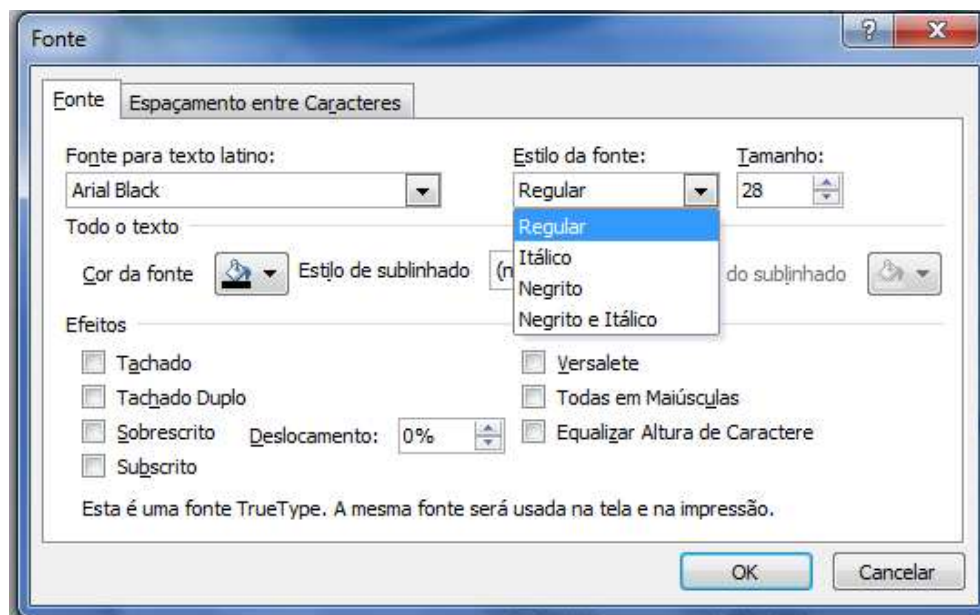 Fonte
Fonte Espaçamento entre Caracteres
Fonte para texto latino: Estilo da fonte: Tamanho:
Arial Black Regular 28
Todo o texto Regular
Itálico
Cor da fonte Estilo de sublinhado (n do sublinhado
Negrito
Negrito e Itálico
Efeitos
Tachado Versalete
Tachado Duplo Todas em Maiúsculas
Sobrescrito Deslocamento: 0% Equalizar Altura de Caractere
Subscrito
Esta é uma fonte TrueType. A mesma fonte será usada na tela e na impressão.
OK Cancelar